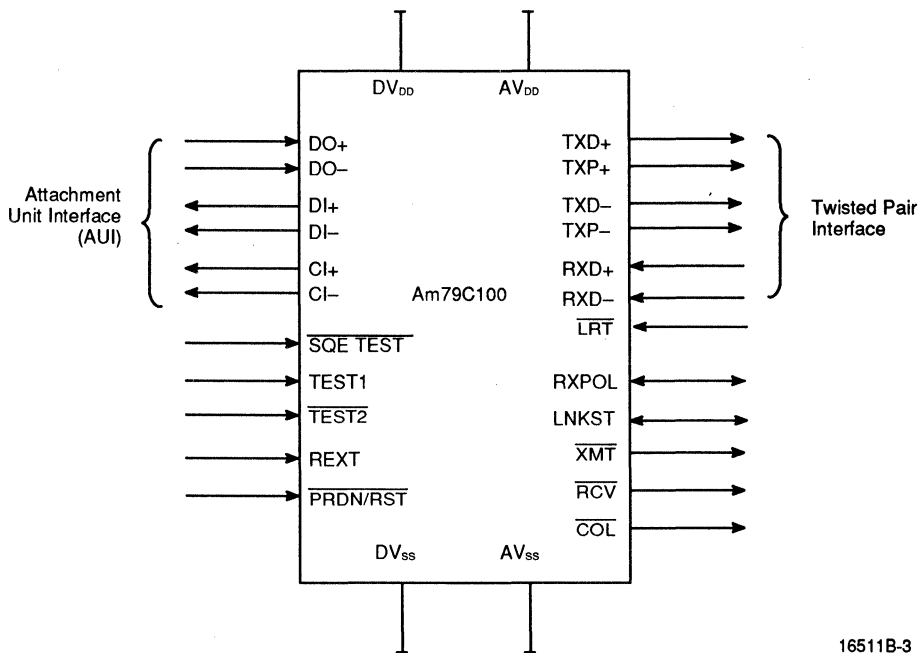 DVDD
AVDD
Attachment
Unit Interface
(AUI)
DO+
DO–
DI+
DI–
CI+
CI–
SQE TEST
TEST1
TEST2
REXT
PRDN/RST
Am79C100
TXD+
TXP+
TXD–
TXP–
RXD+
RXD–
LRT
RXPOL
LNKST
XMT
RCV
COL
Twisted Pair
Interface
DVss
AVss
16511B-3